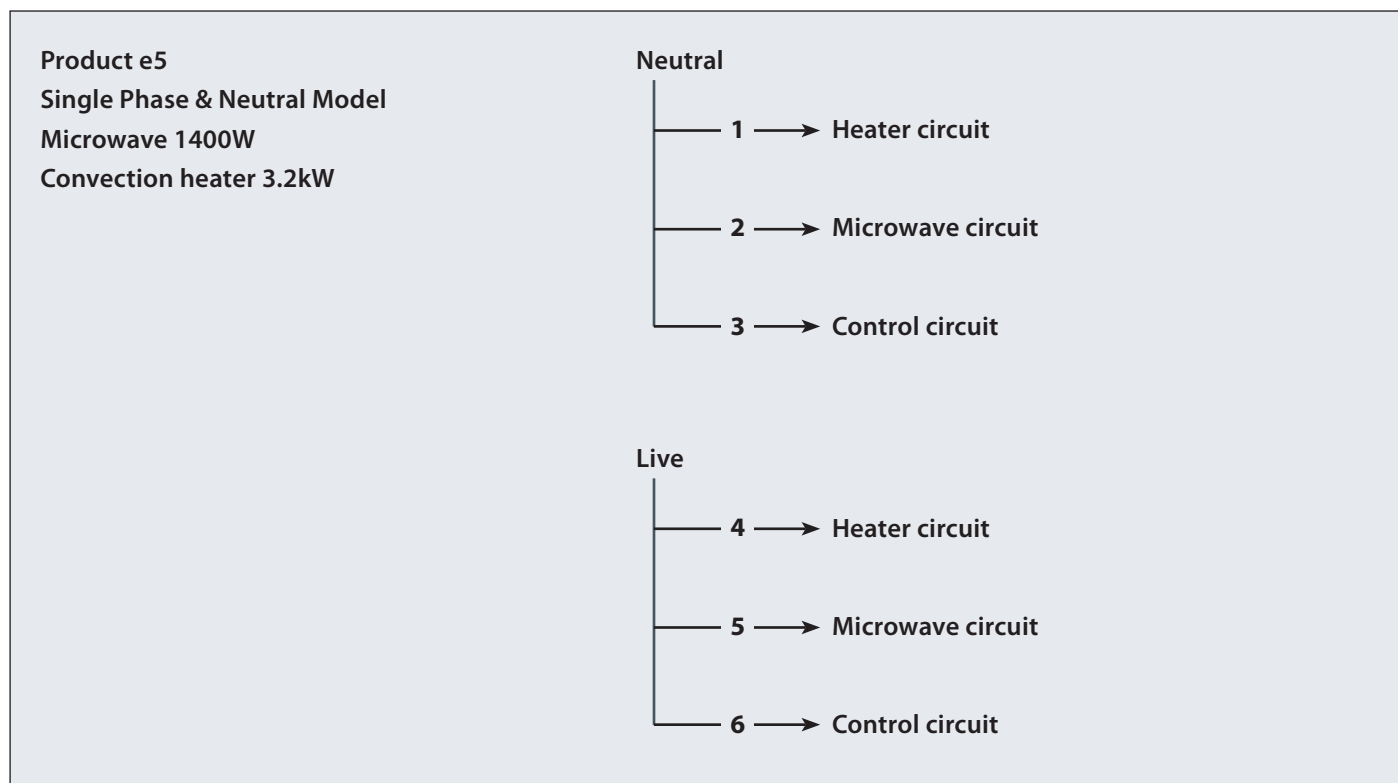 Product e5
Single Phase & Neutral Model
Microwave 1400W
Convection heater 3.2kW
Neutral
1 Heater circuit
2 Microwave circuit
3 Control circuit
Live
4 Heater circuit
5 Microwave circuit
6 Control circuit